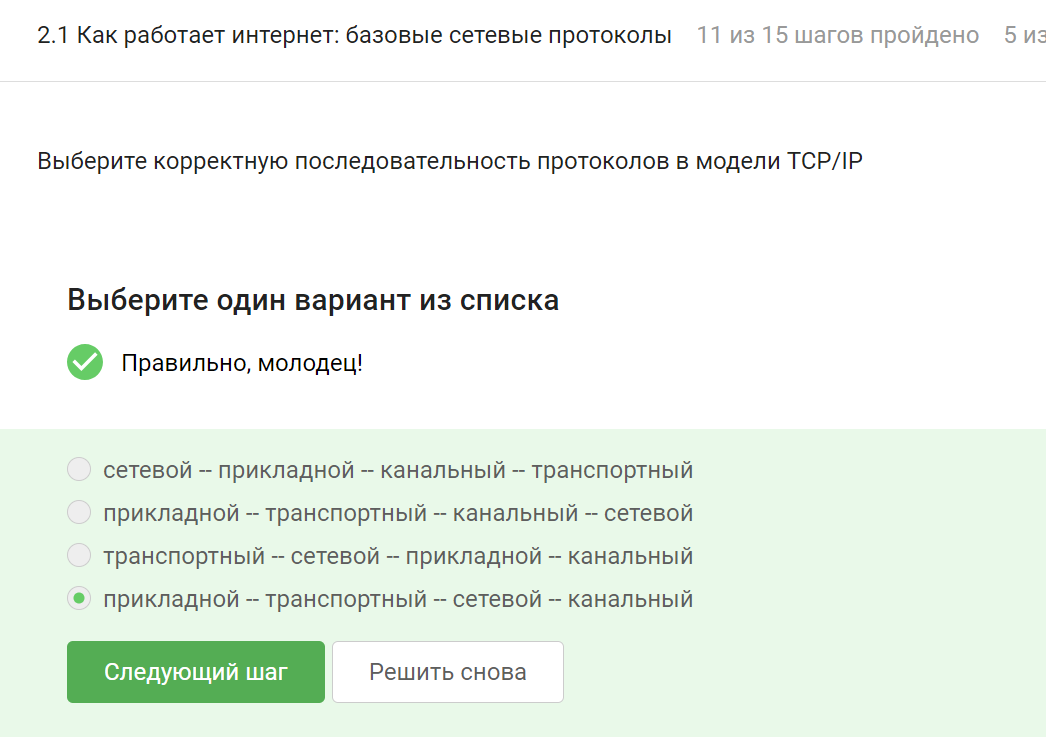 2.1 Как работает интернет: базовые сетевые протоколы 11 из 15 шагов пройдено 5 из
Выберите корректную последовательность протоколов в модели TCP/IP
Выберите один вариант из списка
Правильно, молодец!
сетевой -- прикладной -- канальный -- транспортный
прикладной -- транспортный -- канальный -- сетевой
транспортный -- сетевой -- прикладной -- канальный
прикладной -- транспортный -- сетевой -- канальный
Следующий шаг Решить снова